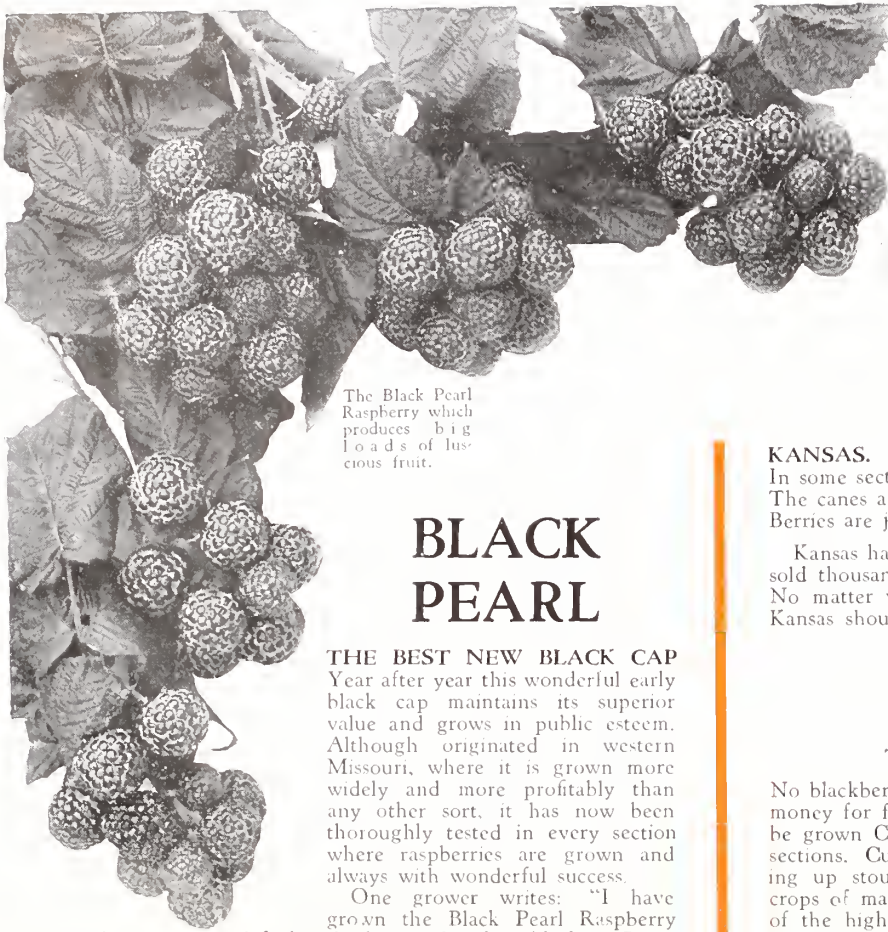 The Black Pearl
Raspberry which
produces big
loads of lus-
cious fruit.
BLACK
PEARL
THE BEST NEW BLACK CAP
Year after year this wonderful early
black cap maintains its superior
value and grows in public esteem.
Although originated in western
Missouri, where it is grown more
widely and more profitably than
any other sort, it has now been
thoroughly tested in every section
where raspberries are grown and
always with wonderful success.
One grower writes: "I have
grown the Black Pearl Raspberry
KANSAS.
In some sect
The canes a
Berries are j
Kansas ha
sold thousan
No matter
Kansas shou
No blackber
money for f
be grown C
sections. Cu
ing up stou
crops of ma
of the high